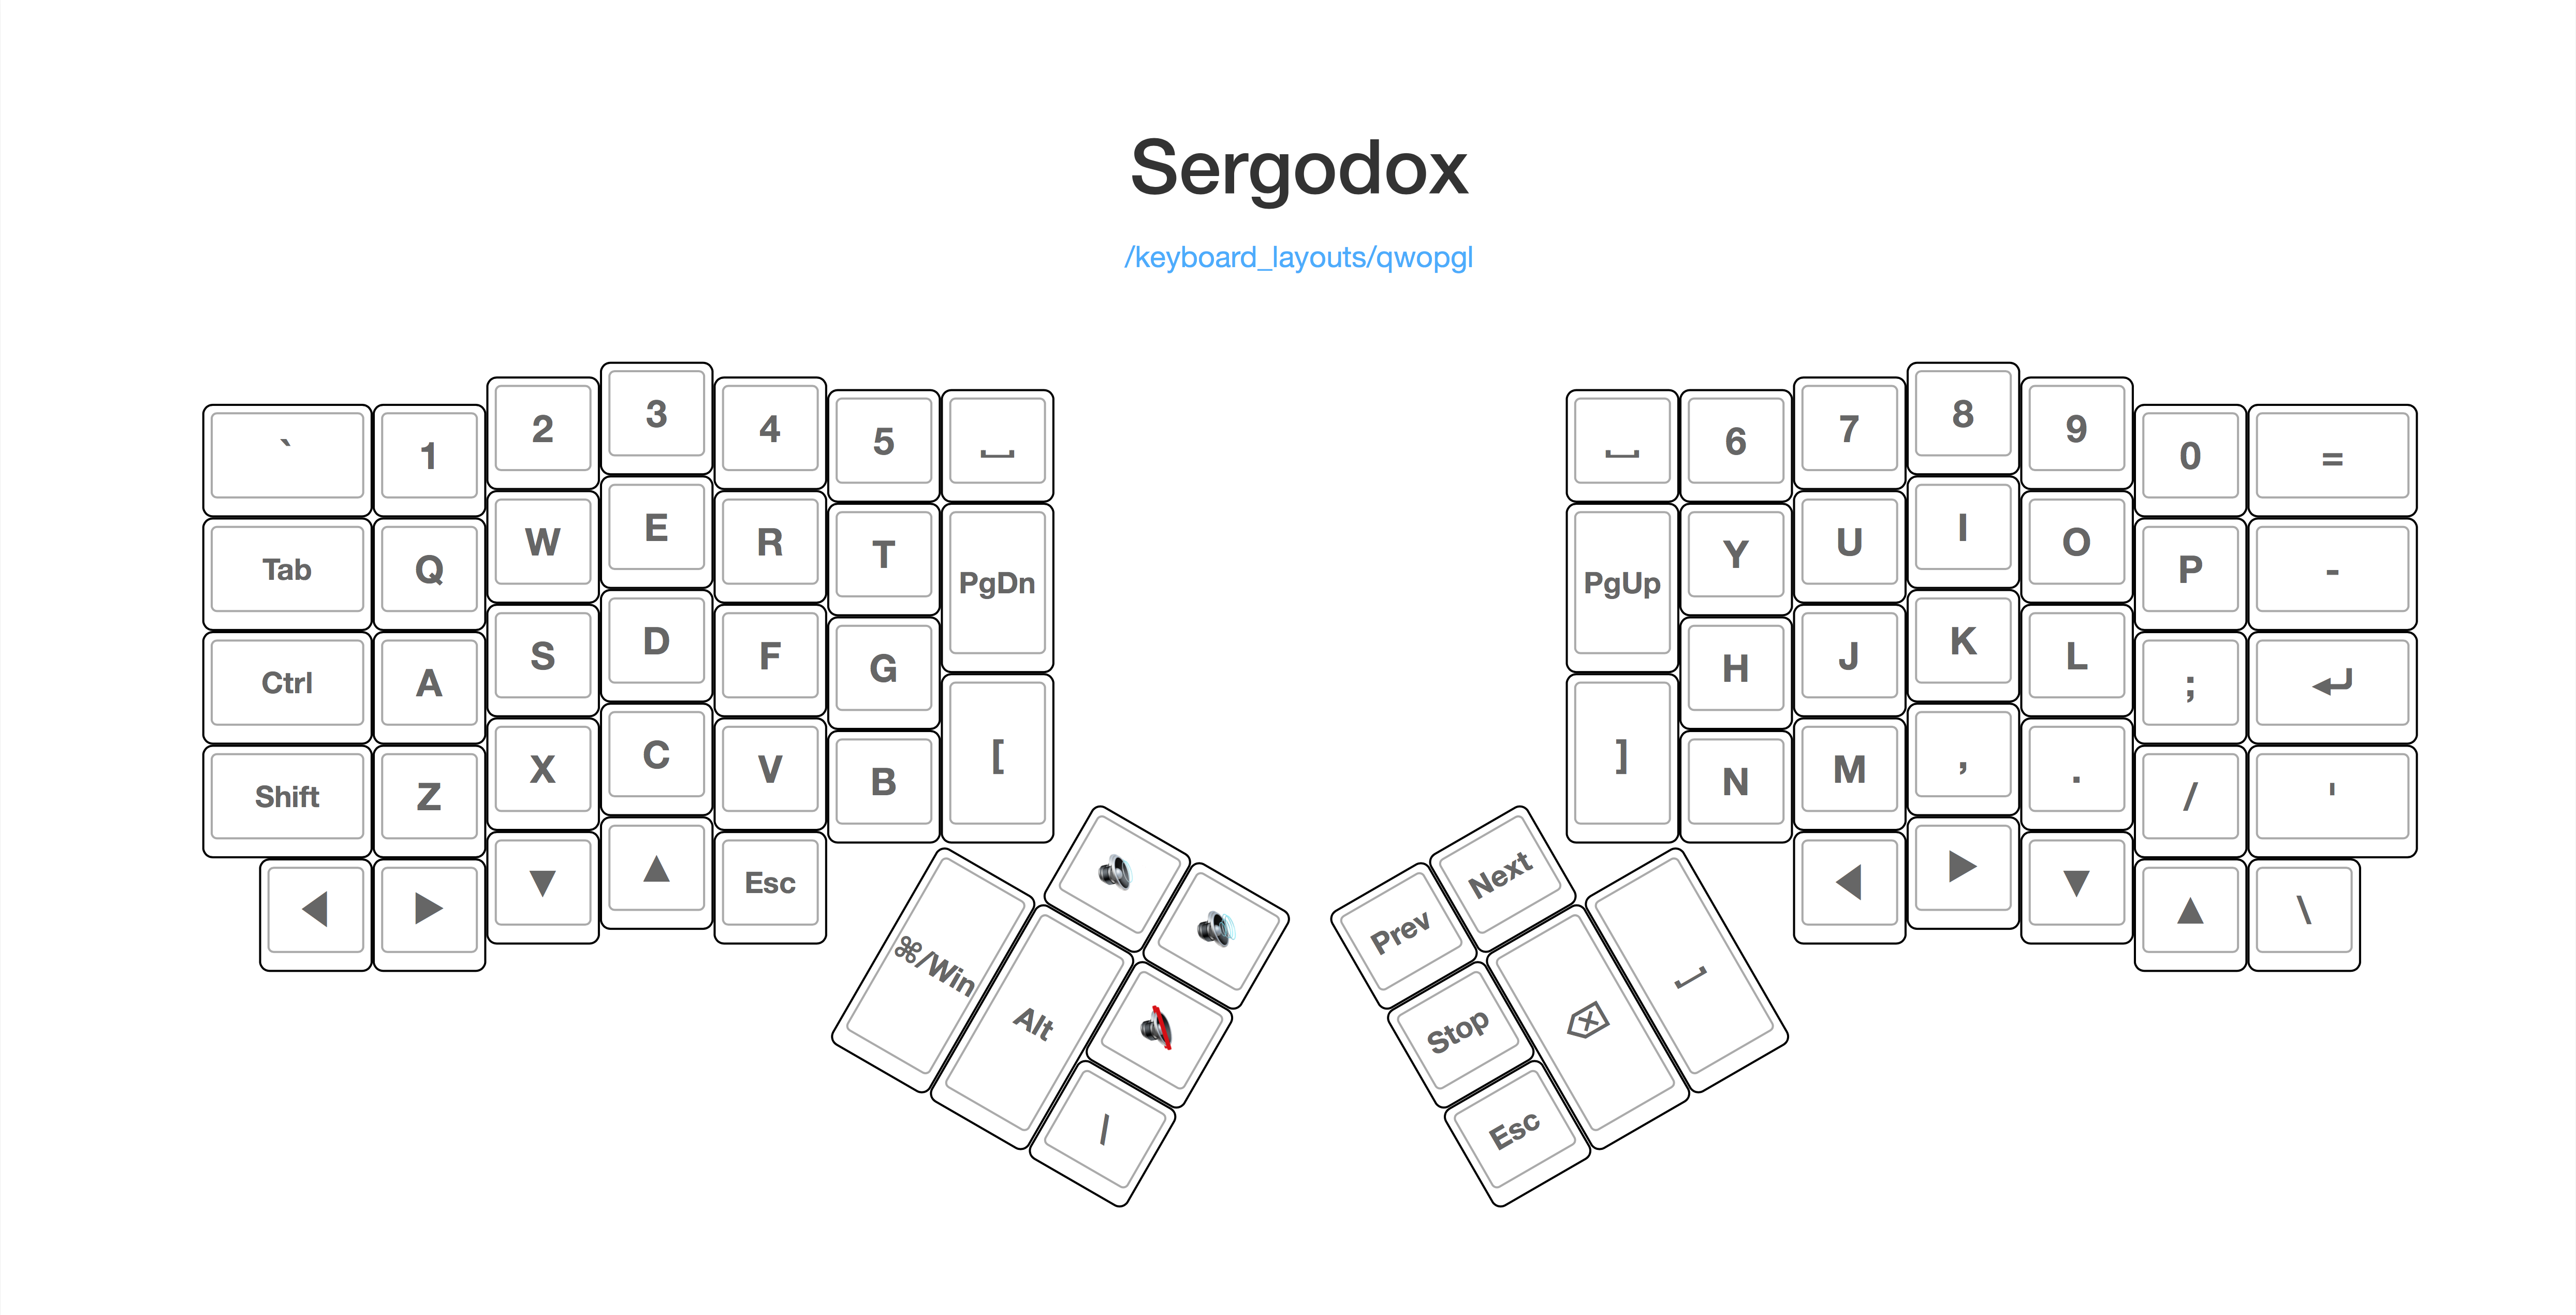 Sergodox
/keyboard_layouts/qwopgl
` 1 2 3 4 5 ⎵ ⎵ 6 7 8 9 0 =
Tab Q W E R T PgDn PgUp Y U I O P -
Ctrl A S D F G H J K L ; ↵
Shift Z X C V B [ ] N M , . / '
◀ ▶ ▼ ▲ Esc ◀ ▶ ▼ ▲ \
🔉 🔊 Prev Next
⌘/Win Alt Stop ⌫ ⎵
\ Esc